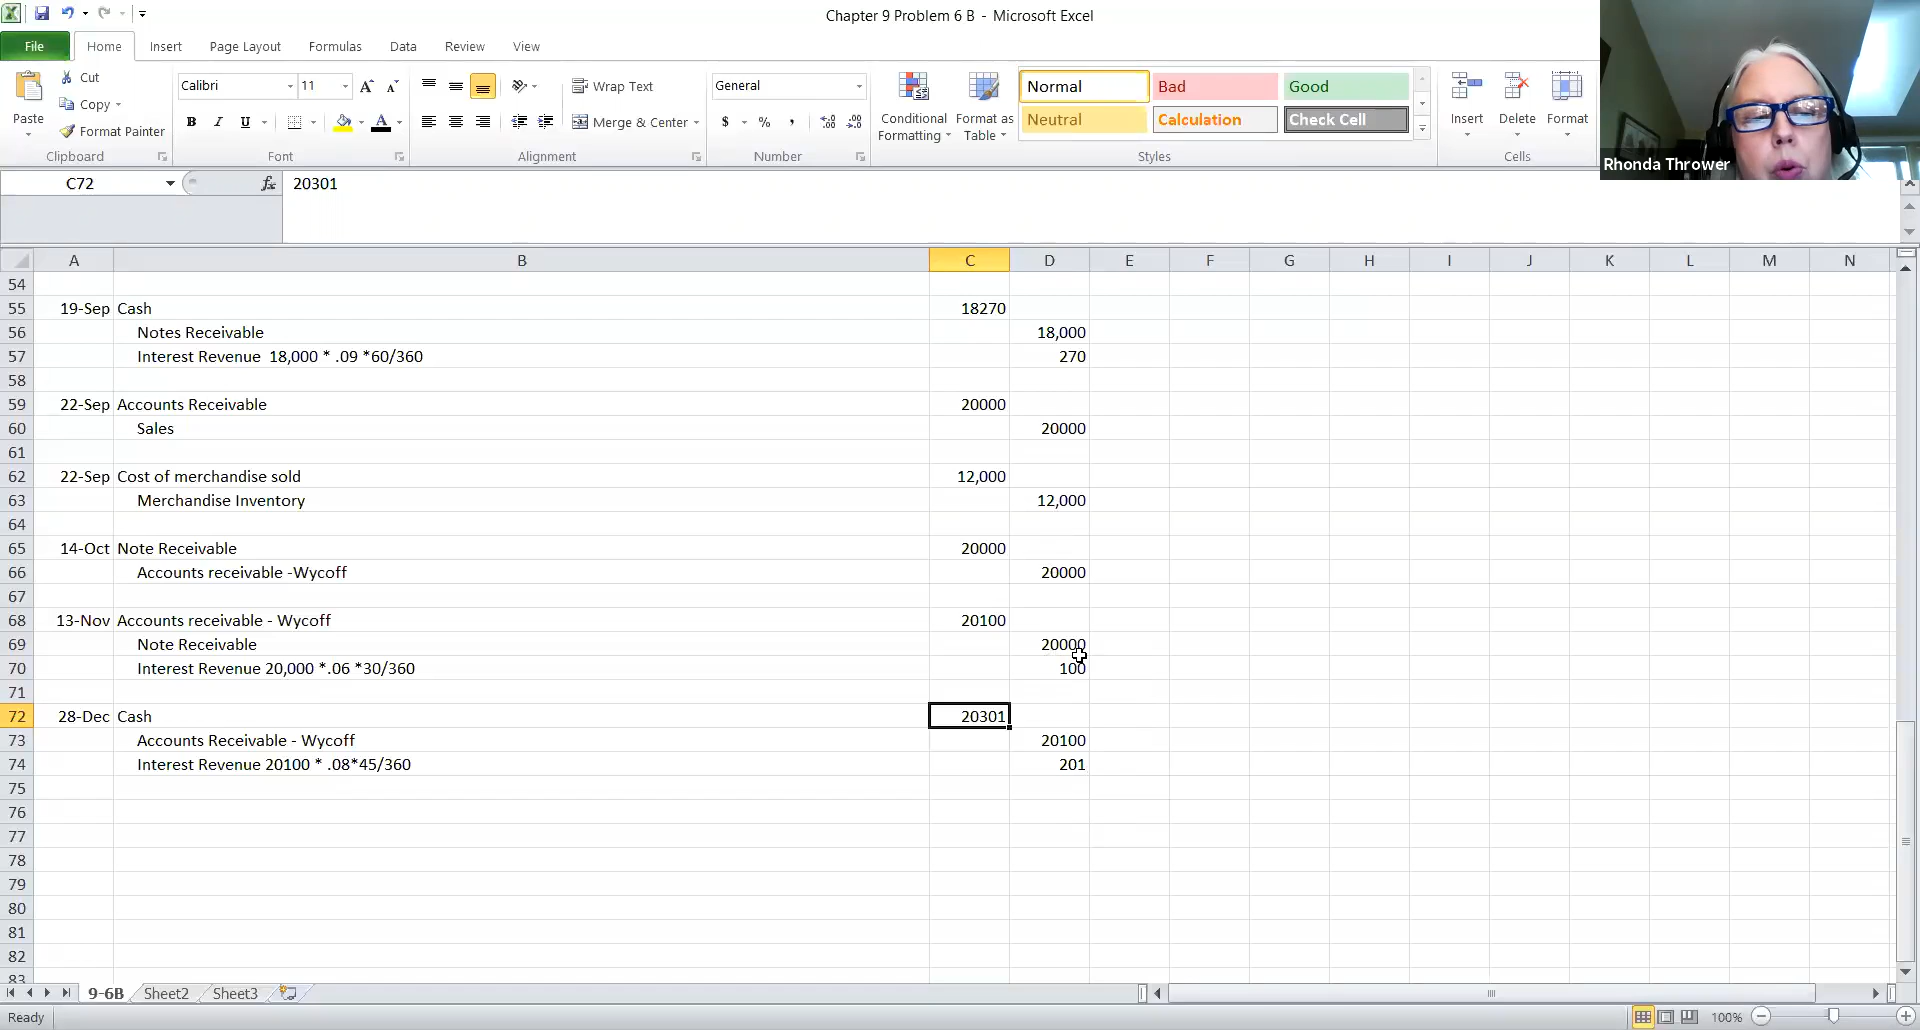 Chapter 9 Problem 6 B - Microsoft Excel
File Home Insert Page Layout Formulas Data Review View
Paste
Cut
Copy
Format Painter
Clipboard
Calibri 11
B I U
Font
Wrap Text
Merge & Center
Alignment
General
$ % ,
Number
Conditional Formatting
Format as Table
Normal Bad Good
Neutral Calculation Check Cell
Styles
Insert Delete Format
Cells
Rhonda Thrower
C72 fx 20301
A B C D E F G H I J K L M N
54
55 19-Sep Cash 18270
56 Notes Receivable 18,000
57 Interest Revenue 18,000 * .09 *60/360 270
58
59 22-Sep Accounts Receivable 20000
60 Sales 20000
61
62 22-Sep Cost of merchandise sold 12,000
63 Merchandise Inventory 12,000
64
65 14-Oct Note Receivable 20000
66 Accounts receivable -Wycoff 20000
67
68 13-Nov Accounts receivable - Wycoff 20100
69 Note Receivable 20000
70 Interest Revenue 20,000 *.06 *30/360 100
71
72 28-Dec Cash 20301
73 Accounts Receivable - Wycoff 20100
74 Interest Revenue 20100 * .08*45/360 201
75
76
77
78
79
80
81
82
83
9-6B Sheet2 Sheet3
Ready 100%